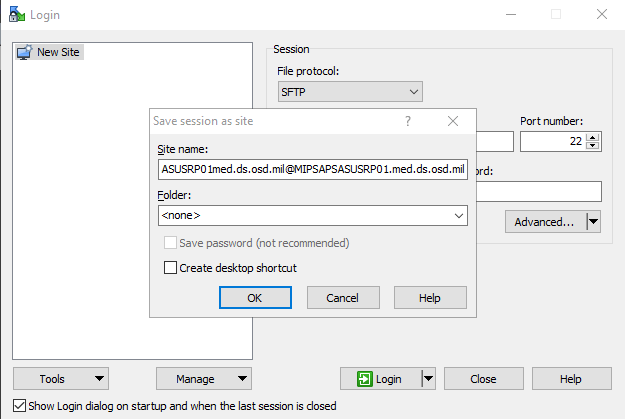 Login
New Site
Session
File protocol:
SFTP
Port number:
22
Advanced...
Save session as site
?
Site name:
ASUSRP01med.ds.osd.mil@MIPSAPSASUSRP01.med.ds.osd.mil
Folder:
<none>
Save password (not recommended)
Create desktop shortcut
OK Cancel Help
Tools Manage Login Close Help
Show Login dialog on startup and when the last session is closed